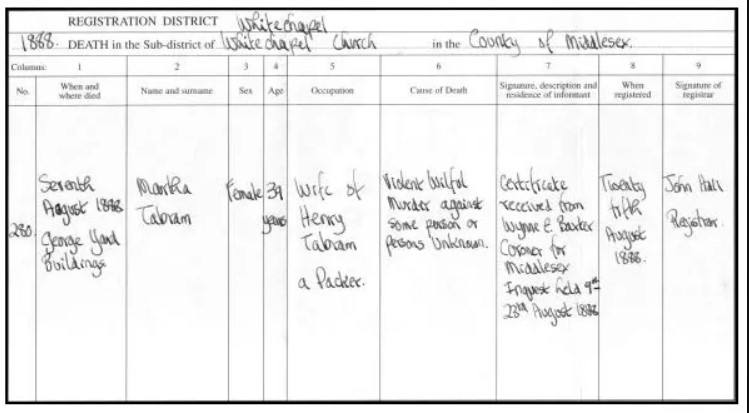 REGISTRATION DISTRICT Whitechapel
1888. DEATH in the Sub-district of Whitechapel Church in the County of Middlesex.
Columns: 1 2 3 4 5 6 7 8 9
No.
When and
where died
Name and surname
Sex
Age
Occupation
Cause of Death
Signature, description and
residence of informant
When
registered
Signature of
registrar
280.
Seventh
August 1888
George Yard
Buildings
Martha
Tabram
Female
39
years
Wife of
Henry
Tabram
a Packer.
Violent Wilful
Murder against
some person or
persons Unknown.
Certificate
received from
Wynne E. Baxter
Coroner for
Middlesex
Inquest held 9th
23rd August 1888
Twenty
fifth
August
1888.
John Hall
Registrar.